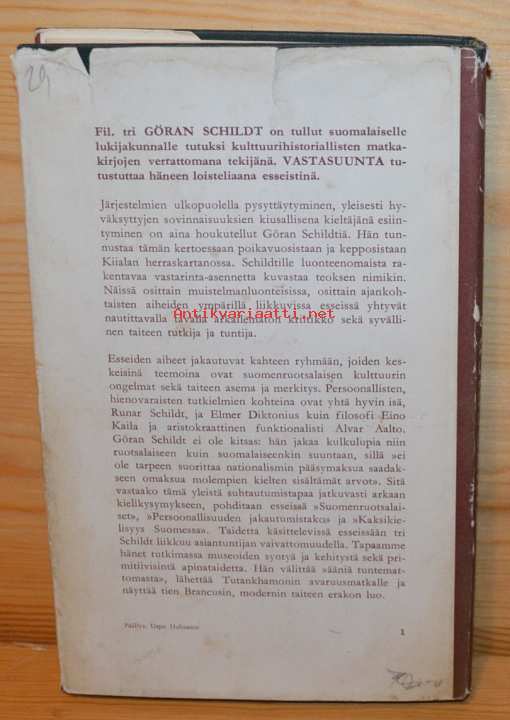 29,
Fil. tri GÖRAN SCHILDT on tullut suomalaiselle
lukijakunnalle tutuksi kulttuurihistoriallisten matka-
kirjojen vertattomana tekijänä. VASTASUUNTA tu-
tustuttaa häneen loisteliaana esseistinä.
Järjestelmien ulkopuolella pysyttäytyminen, yleisesti hy-
väksyttyjen sovinnaisuuksien kiusallisena kieltäjänä esiin-
tyminen on aina houkutellut Göran Schildtiä. Hän tun-
nustaa tämän kertoessaan poikavuosistaan ja kepposistaan
Kiialan herraskartanossa. Schildtille luonteenomaista ra-
kentavaa vastarinta-asennetta kuvastaa teoksen nimikin.
Näissä osittain muistelmanluonteisissa, osittain ajankoh-
taisten aiheiden ympärillä liikkuvissa esseissä yhtyvät
nautittavalla tavalla arkailematon kriitikko sekä syvälli-
nen taiteen tutkija ja tuntija.
Antikvariaatti.net
Esseiden aiheet jakautuvat kahteen ryhmään, joiden kes-
keisinä teemoina ovat suomenruotsalaisen kulttuurin
ongelmat sekä taiteen asema ja merkitys. Persoonallisten,
hienovaraisten tutkielmien kohteina ovat yhtä hyvin isä,
Runar Schildt, ja Elmer Diktonius kuin filosofi Eino
Kaila ja aristokraattinen funktionalisti Alvar Aalto.
Göran Schildt ei ole kitsas: hän jakaa kulkulupia niin
ruotsalaiseen kuin suomalaiseenkin suuntaan, sillä »ei
ole tarpeen suorittaa nationalismin pääsymaksua saadak-
seen omaksua molempien kielten sisältämät arvot». Sitä
vastaako tämä yleistä suhtautumistapaa jatkuvasti arkaan
kielikysymykseen, pohditaan esseissä »Suomenruotsalai-
set», »Persoonallisuuden jakautumistako» ja »Kaksikie-
lisyys Suomessa». Taidetta käsittelevissä esseissään tri
Schildt liikkuu asiantuntijan vaivattomuudella. Tapaamme
hänet tutkimassa museoiden syntyä ja kehitystä sekä pri-
mitiivisintä apinataidetta. Hän välittää »ääniä tuntemat-
tomasta», lähettää Tutankhamonin avaruusmatkalle ja
näyttää tien Brancusin, modernin taiteen erakon luo.
Päällys:
1